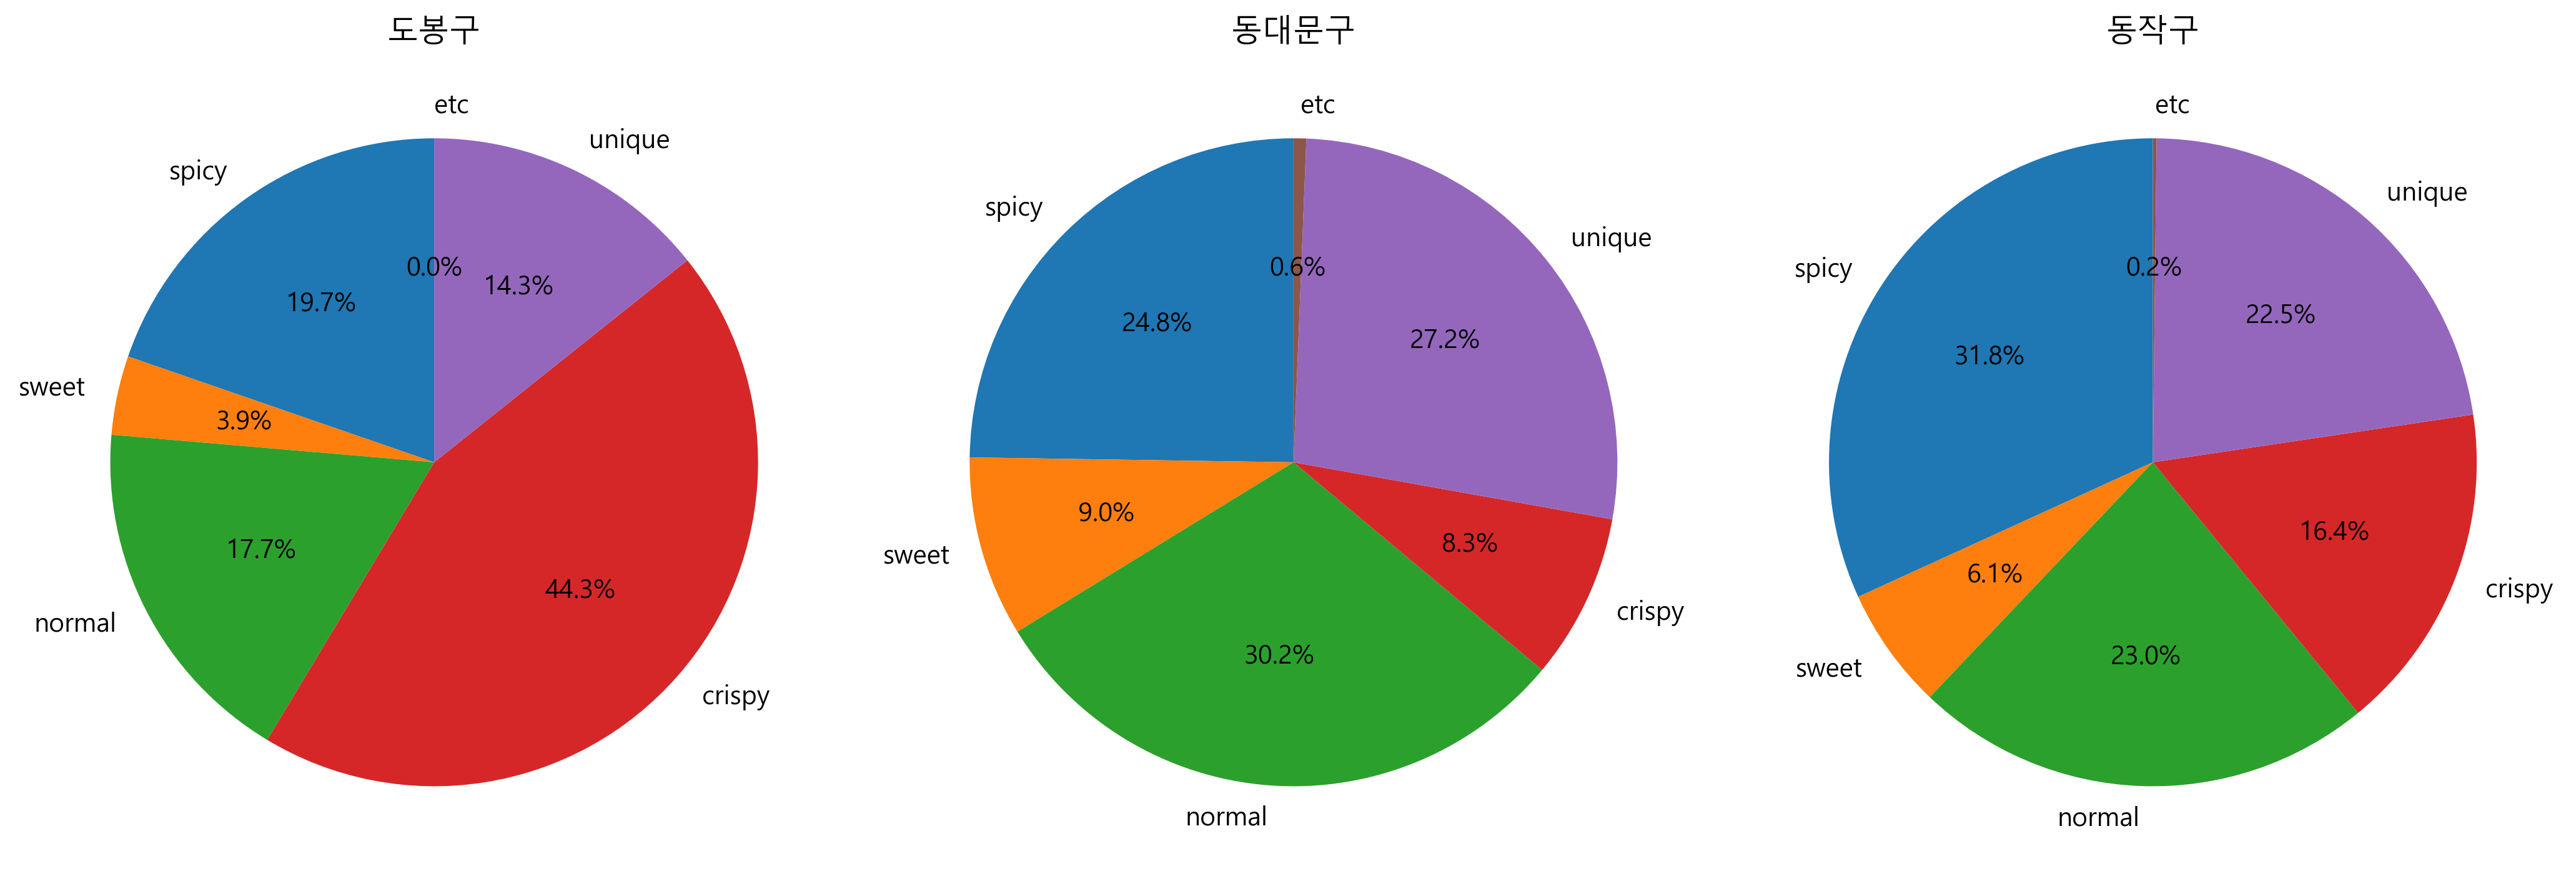 도봉구
etc
unique
spicy
0.0%
14.3%
19.7%
sweet
3.9%
17.7%
44.3%
normal
crispy
동대문구
etc
spicy
unique
0.6%
24.8%
27.2%
9.0%
8.3%
sweet
crispy
30.2%
normal
동작구
etc
unique
spicy
0.2%
22.5%
31.8%
16.4%
6.1%
crispy
23.0%
sweet
normal